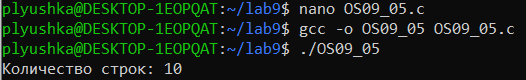 plyushka@DESKTOP-1EOPQAT:~/lab9$ nano OS09_05.c
plyushka@DESKTOP-1EOPQAT:~/lab9$ gcc -o OS09_05 OS09_05.c
plyushka@DESKTOP-1EOPQAT:~/lab9$ ./OS09_05
Количество строк: 10